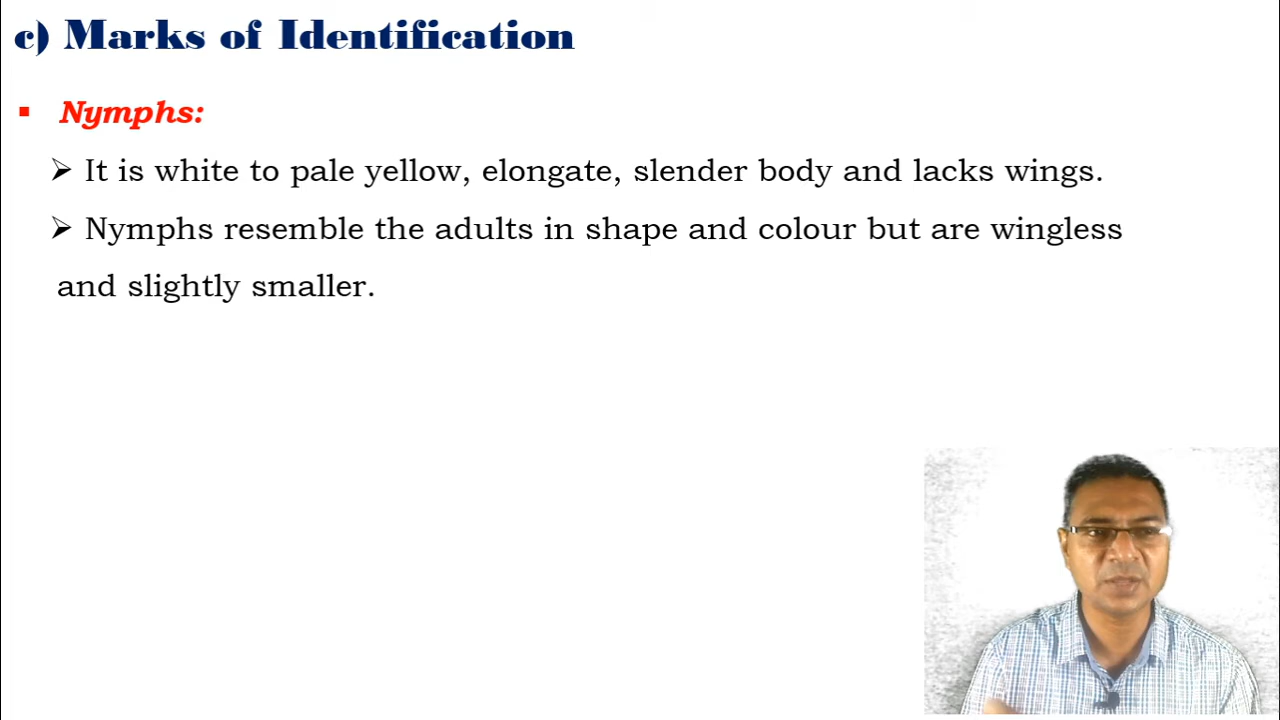 c) Marks of Identification
▪ Nymphs:
➢ It is white to pale yellow, elongate, slender body and lacks wings.
➢ Nymphs resemble the adults in shape and colour but are wingless
and slightly smaller.